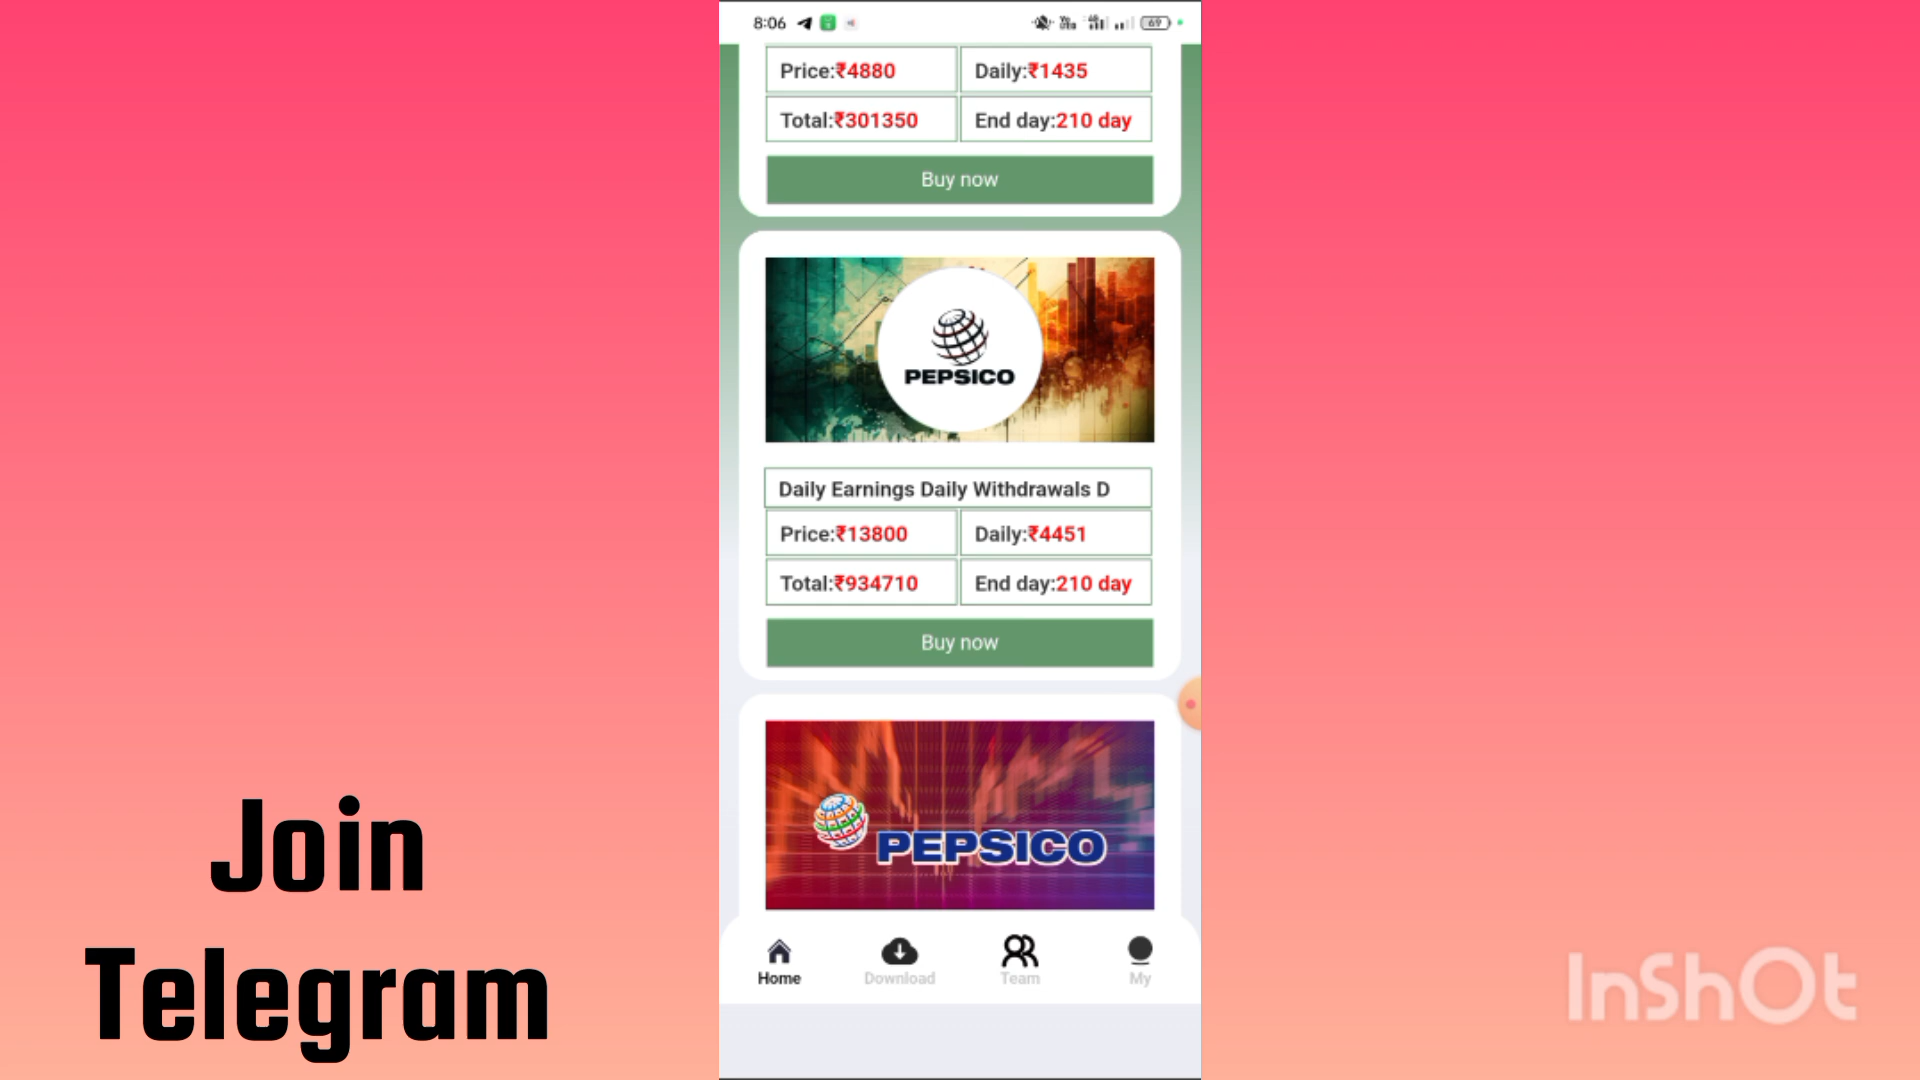 8:06
69
Price:₹4880 Daily:₹1435
Total:₹301350 End day:210 day
Buy now
PEPSICO
Daily Earnings Daily Withdrawals D
Price:₹13800 Daily:₹4451
Total:₹934710 End day:210 day
Buy now
PEPSICO
Home Download Team My
Join
Telegram
InShOt